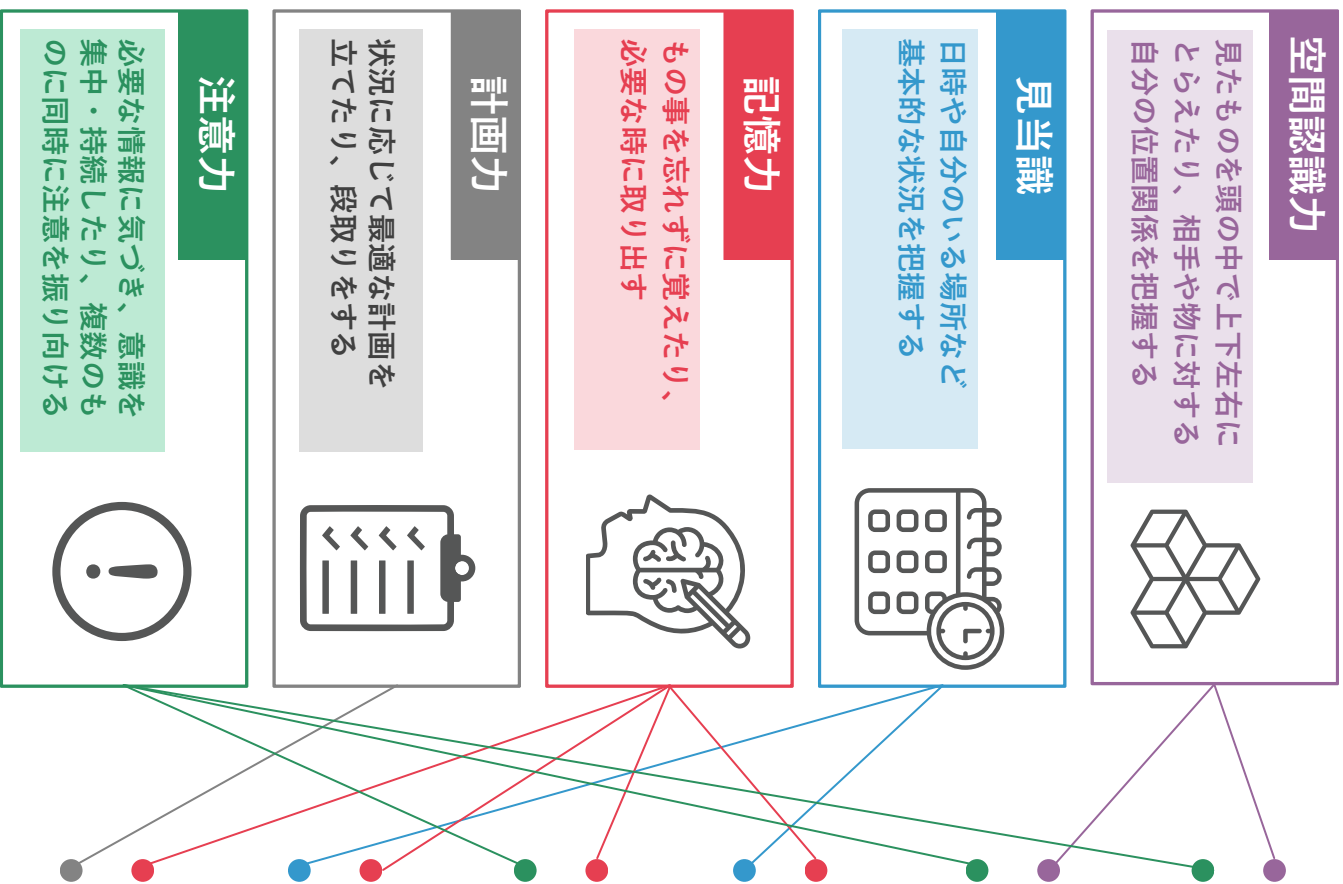 空間認識力
見たものを頭の中で上下左右に
とらえたり、相手や物に対する
自分の位置関係を把握する
見当識
日時や自分のいる場所など
基本的な状況を把握する
記憶力
もの事を忘れずに覚えたり、
必要な時に取り出す
計画力
状況に応じて最適な計画を
立てたり、段取りをする
注意力
必要な情報に気づき、意識を
集中・持続したり、複数のも
のに同時に注意を振り向ける